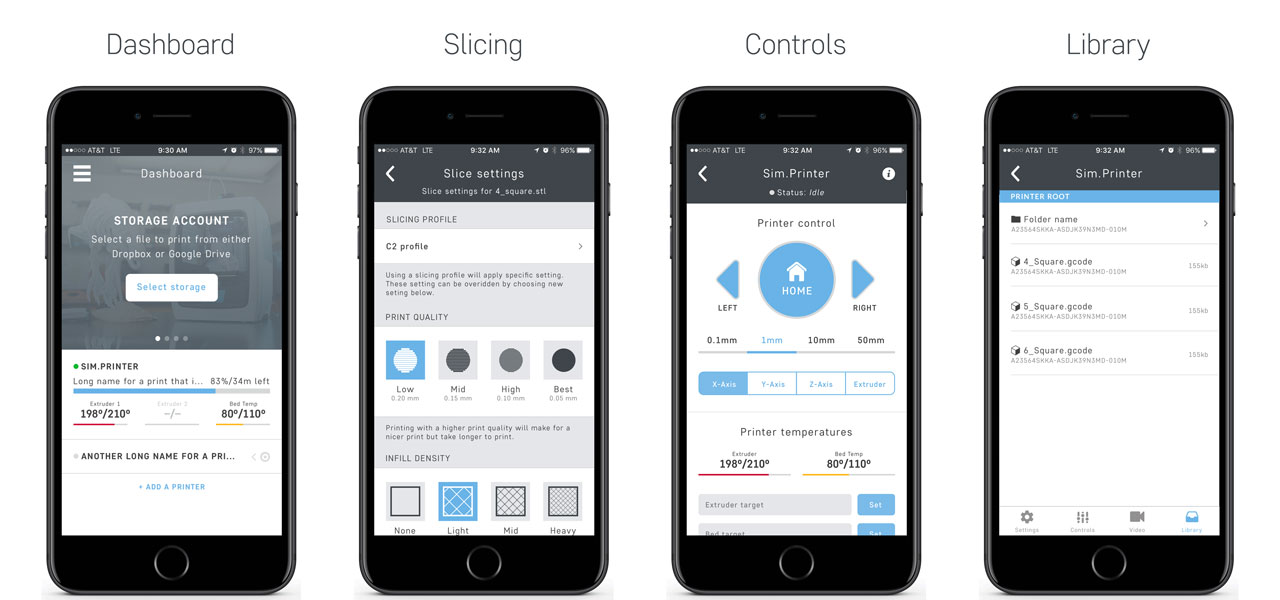 Dashboard
Slicing
Controls
Library
AT&T LTE 9:30 AM 97%
Dashboard
STORAGE ACCOUNT
Select a file to print from either
Dropbox or Google Drive
Select storage
SIM.PRINTER
Long name for a print that i... 83%/34m left
Extruder 1 Extruder 2 Bed Temp
198º/210º –/– 80º/110º
ANOTHER LONG NAME FOR A PRI...
+ ADD A PRINTER
AT&T LTE 9:32 AM 96%
Slice settings
Slice settings for 4_square.stl
SLICING PROFILE
C2 profile
Using a slicing profile will apply specific setting.
These setting can be overidden by choosing new
seting below.
PRINT QUALITY
Low Mid High Best
0.20 mm 0.15 mm 0.10 mm 0.05 mm
Printing with a higher print quality will make for a
nicer print but take longer to print.
INFILL DENSITY
None Light Mid Heavy
AT&T LTE 9:32 AM 96%
Sim.Printer
Status: Idle
Printer control
HOME
LEFT RIGHT
0.1mm 1mm 10mm 50mm
X-Axis Y-Axis Z-Axis Extruder
Printer temperatures
Extruder Bed Temp
198º/210º 80º/110º
Extruder target Set
Bed target Set
AT&T LTE 9:32 AM 96%
Sim.Printer
PRINTER ROOT
Folder name
A23564SKKA-ASDJK39N3MD-010M
4_Square.gcode
A23564SKKA-ASDJK39N3MD-010M 155kb
5_Square.gcode
A23564SKKA-ASDJK39N3MD-010M 155kb
6_Square.gcode
A23564SKKA-ASDJK39N3MD-010M 155kb
Settings Controls Video Library